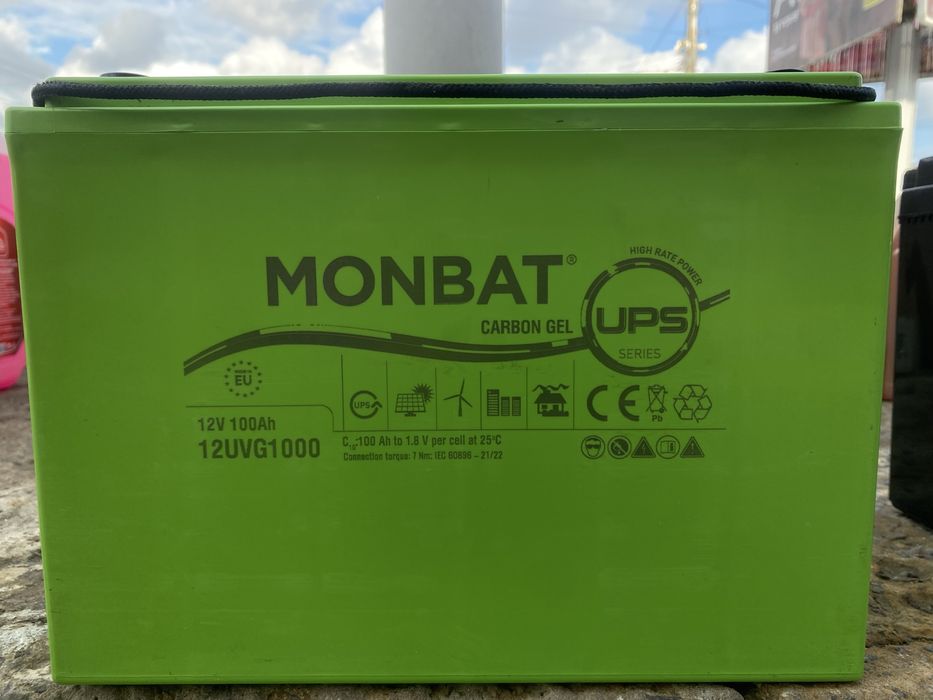 MONBAT®
HIGH RATE POWER
CARBON GEL
UPS
SERIES
MADE IN
EU
UPS
Pb
12V 100Ah
12UVG1000
C₁₀:100 Ah to 1.8 V per cell at 25°C
Connection torque: 7 Nm; IEC 60896 – 21/22